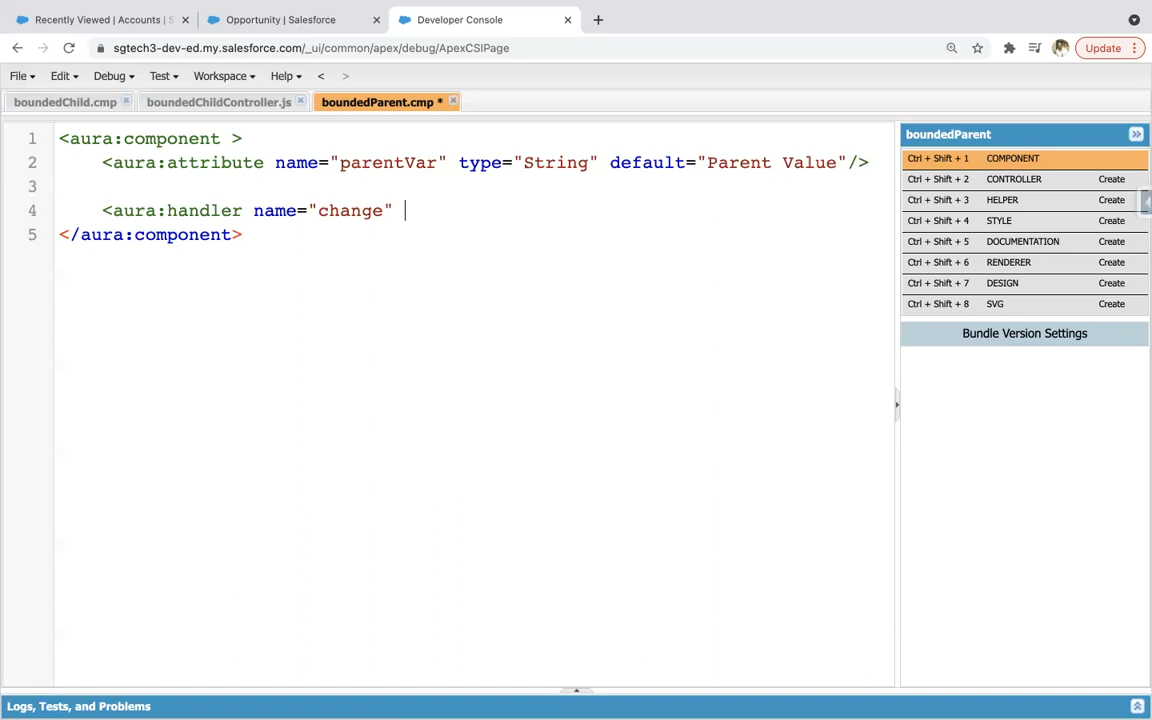 Recently Viewed | Accounts | S
Opportunity | Salesforce
Developer Console
sgtech3-dev-ed.my.salesforce.com/_ui/common/apex/debug/ApexCSIPage
Update
File Edit Debug Test Workspace Help < >
boundedChild.cmp boundedChildController.js boundedParent.cmp *
1 <aura:component >
2 <aura:attribute name="parentVar" type="String" default="Parent Value"/>
3
4 <aura:handler name="change"
5 </aura:component>
boundedParent
Ctrl + Shift + 1 COMPONENT
Ctrl + Shift + 2 CONTROLLER Create
Ctrl + Shift + 3 HELPER Create
Ctrl + Shift + 4 STYLE Create
Ctrl + Shift + 5 DOCUMENTATION Create
Ctrl + Shift + 6 RENDERER Create
Ctrl + Shift + 7 DESIGN Create
Ctrl + Shift + 8 SVG Create
Bundle Version Settings
Logs, Tests, and Problems